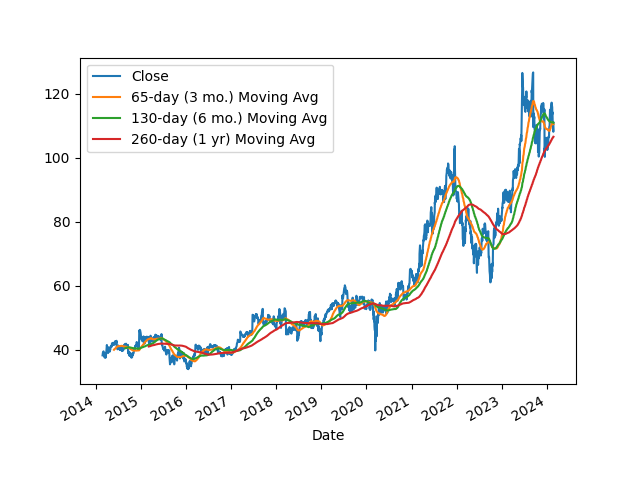 Close
65-day (3 mo.) Moving Avg
130-day (6 mo.) Moving Avg
260-day (1 yr) Moving Avg
120
100
80
60
40
2014 2015 2016 2017 2018 2019 2020 2021 2022 2023 2024
Date